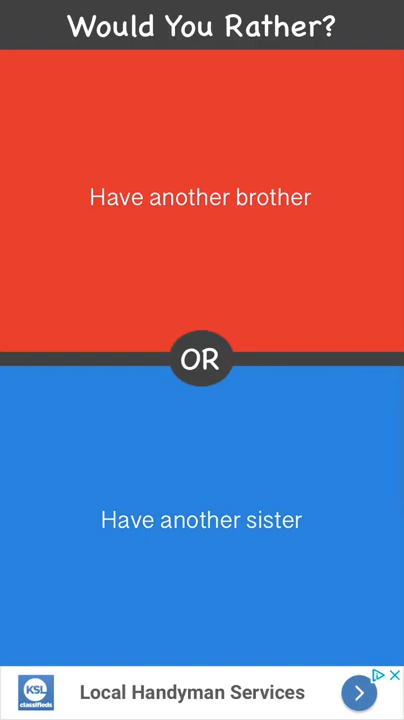 Would You Rather?
Have another brother
OR
Have another sister
KSL
classifieds
Local Handyman Services